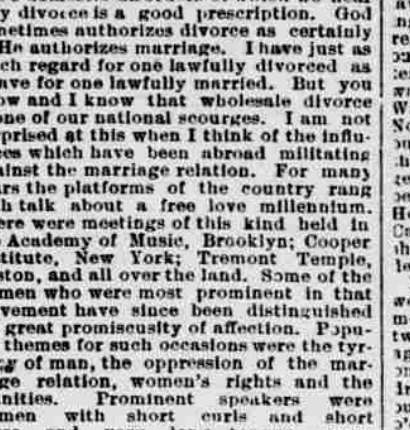 y divorce is a good prescription. God
netimes authorizes divorce as certainly
He authorizes marriage. I have just as
ch regard for one lawfully divorced as
ave for one lawfully married. But you
ow and I know that wholesale divorce
one of our national scourges. I am not
prised at this when I think of the influ-
ces which have been abroad militating
ainst the marriage relation. For many
ars the platforms of the country rang
h talk about a free love millennium.
ere were meetings of this kind held in
Academy of Music, Brooklyn; Cooper
titute, New York; Tremont Temple,
ston, and all over the land. Some of the
men who were most prominent in that
vement have since been distinguished
great promiscusity of affection. Popu-
themes for such occasions were the tyr-
of man, the oppression of the mar-
ge relation, women's rights and the
nities. Prominent speakers were
men with short curls and short